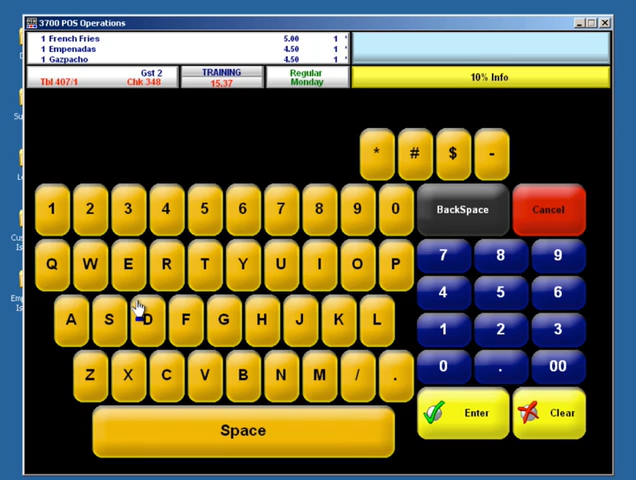 3700 POS Operations
1 French Fries 5.00 1
1 Empenadas 4.50 1
1 Gazpacho 4.50 1
Gst 2 TRAINING Regular
Tbl 407/1 Chk 348 15.37 Monday
10% Info
* # $ -
1 2 3 4 5 6 7 8 9 0 BackSpace Cancel
Q W E R T Y U I O P 7 8 9
4 5 6
A S D F G H J K L 1 2 3
Z X C V B N M / . 0 . 00
Enter Clear
Space